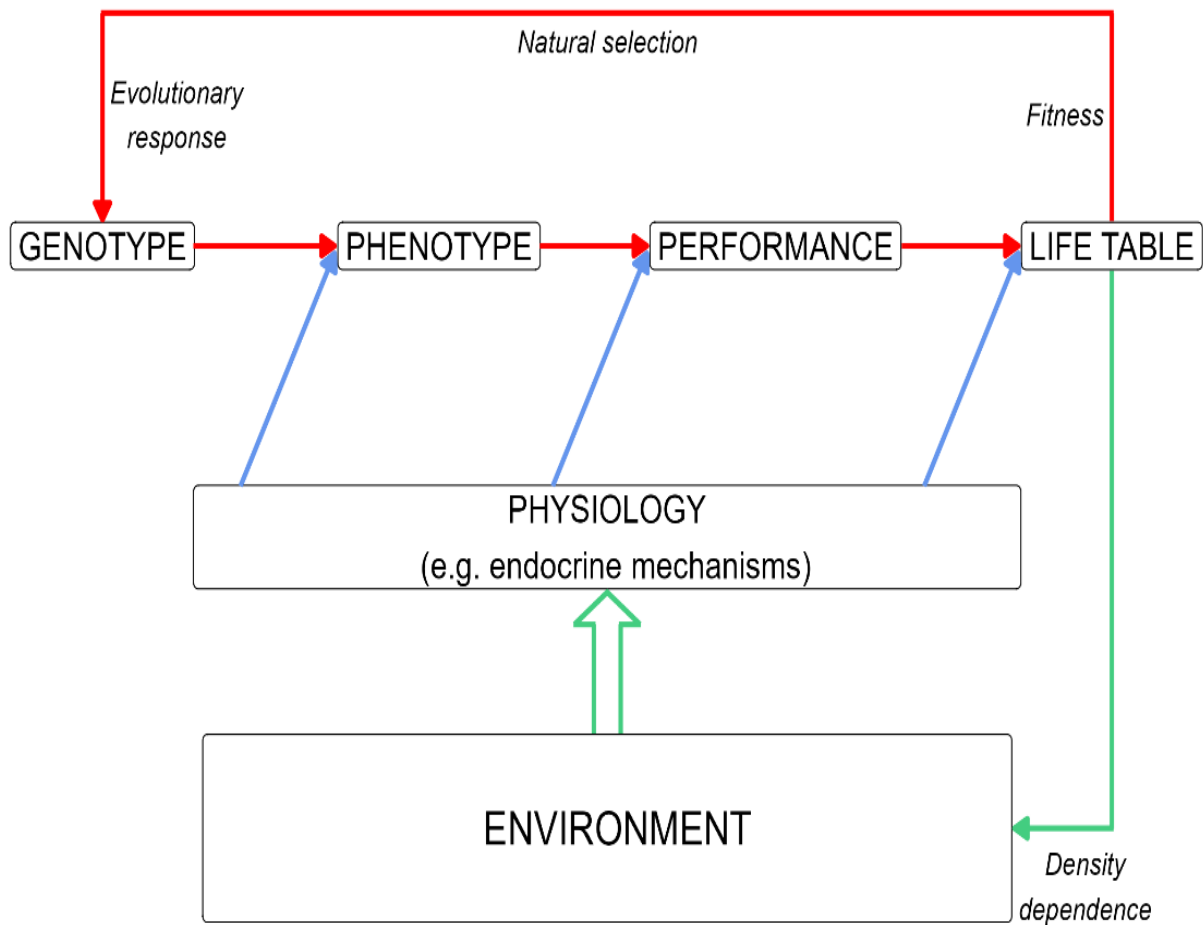 Natural selection
Evolutionary
response
Fitness
GENOTYPE
PHENOTYPE
PERFORMANCE
LIFE TABLE
PHYSIOLOGY
(e.g. endocrine mechanisms)
ENVIRONMENT
Density
dependence